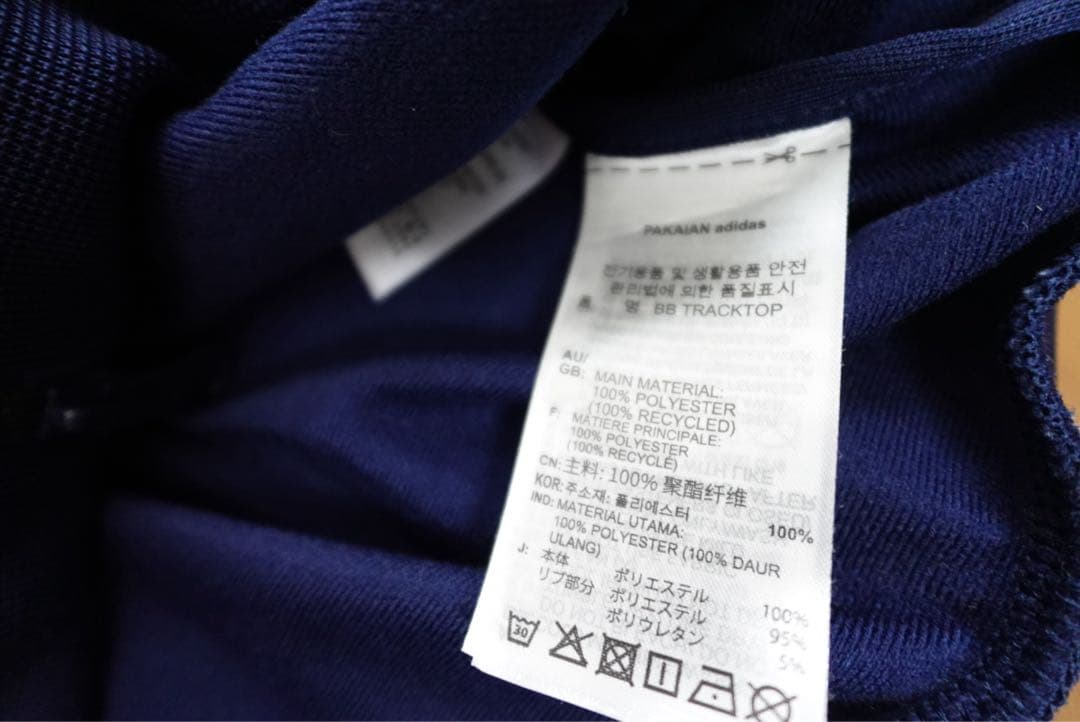 PAKAIAN adidas
전기용품 및 생활용품 안전
관리법에 의한 품질표시
품 명 BB TRACKTOP
AU/
GB: MAIN MATERIAL:
100% POLYESTER
(100% RECYCLED)
F: MATIERE PRINCIPALE:
100% POLYESTER
(100% RECYCLÉ)
CN: 主料: 100% 聚酯纤维
KOR: 주소재: 폴리에스터 100%
IND: MATERIAL UTAMA:
100% POLYESTER (100% DAUR
ULANG)
J: 本体 ポリエステル 100%
リブ部分 ポリエステル 95%
ポリウレタン 5%
30